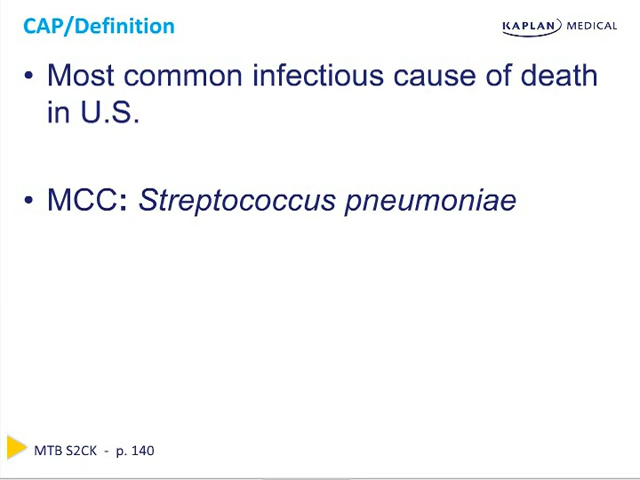 CAP/Definition
KAPLAN MEDICAL
• Most common infectious cause of death
in U.S.
• MCC: Streptococcus pneumoniae
MTB S2CK - p. 140